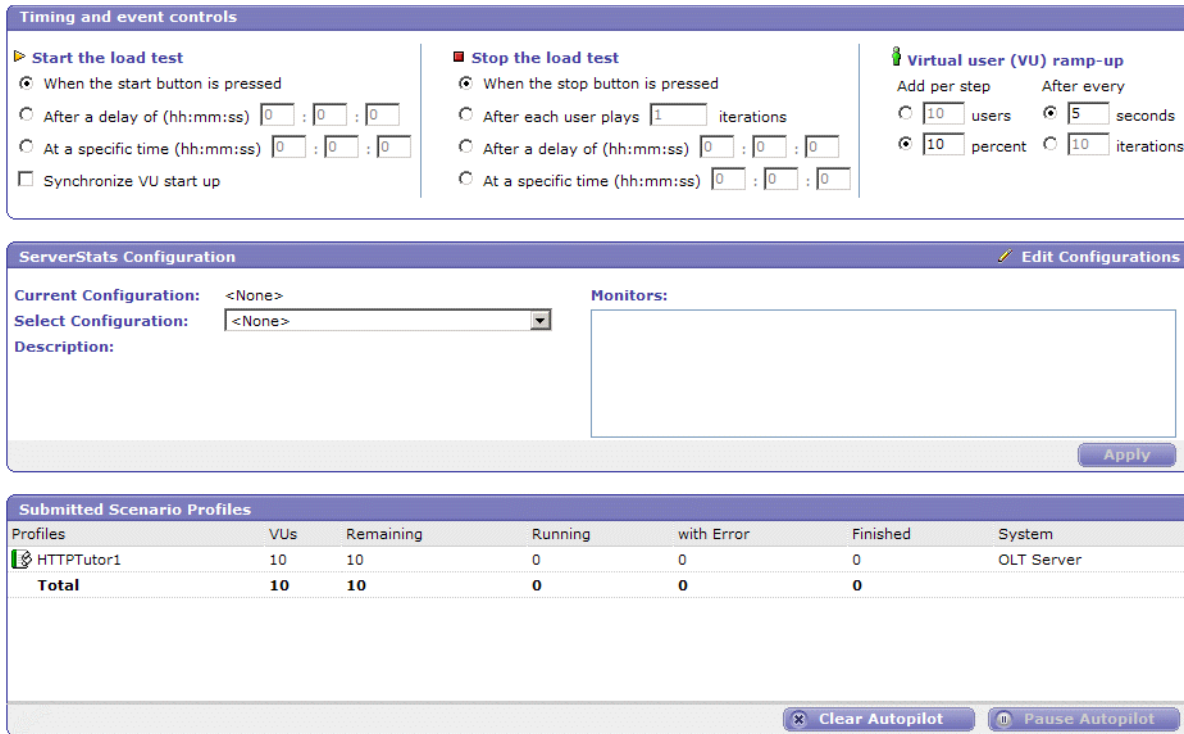 Timing and event controls
Start the load test
When the start button is pressed
After a delay of (hh:mm:ss) 0 : 0 : 0
At a specific time (hh:mm:ss) 0 : 0 : 0
Synchronize VU start up
Stop the load test
When the stop button is pressed
After each user plays 1 iterations
After a delay of (hh:mm:ss) 0 : 0 : 0
At a specific time (hh:mm:ss) 0 : 0 : 0
Virtual user (VU) ramp-up
Add per step After every
10 users 5 seconds
10 percent 10 iterations
ServerStats Configuration Edit Configurations
Current Configuration: <None>
Select Configuration: <None>
Description:
Monitors:
Apply
Submitted Scenario Profiles
Profiles VUs Remaining Running with Error Finished System
HTTPTutor1 10 10 0 0 0 OLT Server
Total 10 10 0 0 0
Clear Autopilot Pause Autopilot